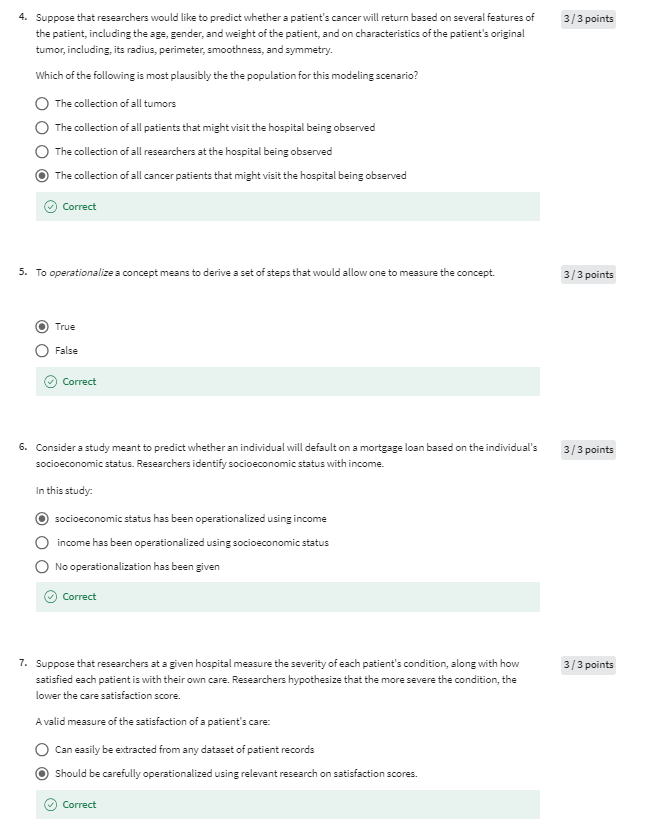 4. Suppose that researchers would like to predict whether a patient's cancer will return based on several features of
3 / 3 points
the patient, including the age, gender, and weight of the patient, and on characteristics of the patient's original
tumor, including, its radius, perimeter, smoothness, and symmetry.
Which of the following is most plausibly the the population for this modeling scenario?
The collection of all tumors
The collection of all patients that might visit the hospital being observed
The collection of all researchers at the hospital being observed
The collection of all cancer patients that might visit the hospital being observed
Correct
5. To operationalize a concept means to derive a set of steps that would allow one to measure the concept.
3 / 3 points
True
False
Correct
6. Consider a study meant to predict whether an individual will default on a mortgage loan based on the individual's
3 / 3 points
socioeconomic status. Researchers identify socioeconomic status with income.
In this study:
socioeconomic status has been operationalized using income
income has been operationalized using socioeconomic status
No operationalization has been given
Correct
7. Suppose that researchers at a given hospital measure the severity of each patient's condition, along with how
3 / 3 points
satisfied each patient is with their own care. Researchers hypothesize that the more severe the condition, the
lower the care satisfaction score.
A valid measure of the satisfaction of a patient's care:
Can easily be extracted from any dataset of patient records
Should be carefully operationalized using relevant research on satisfaction scores.
Correct